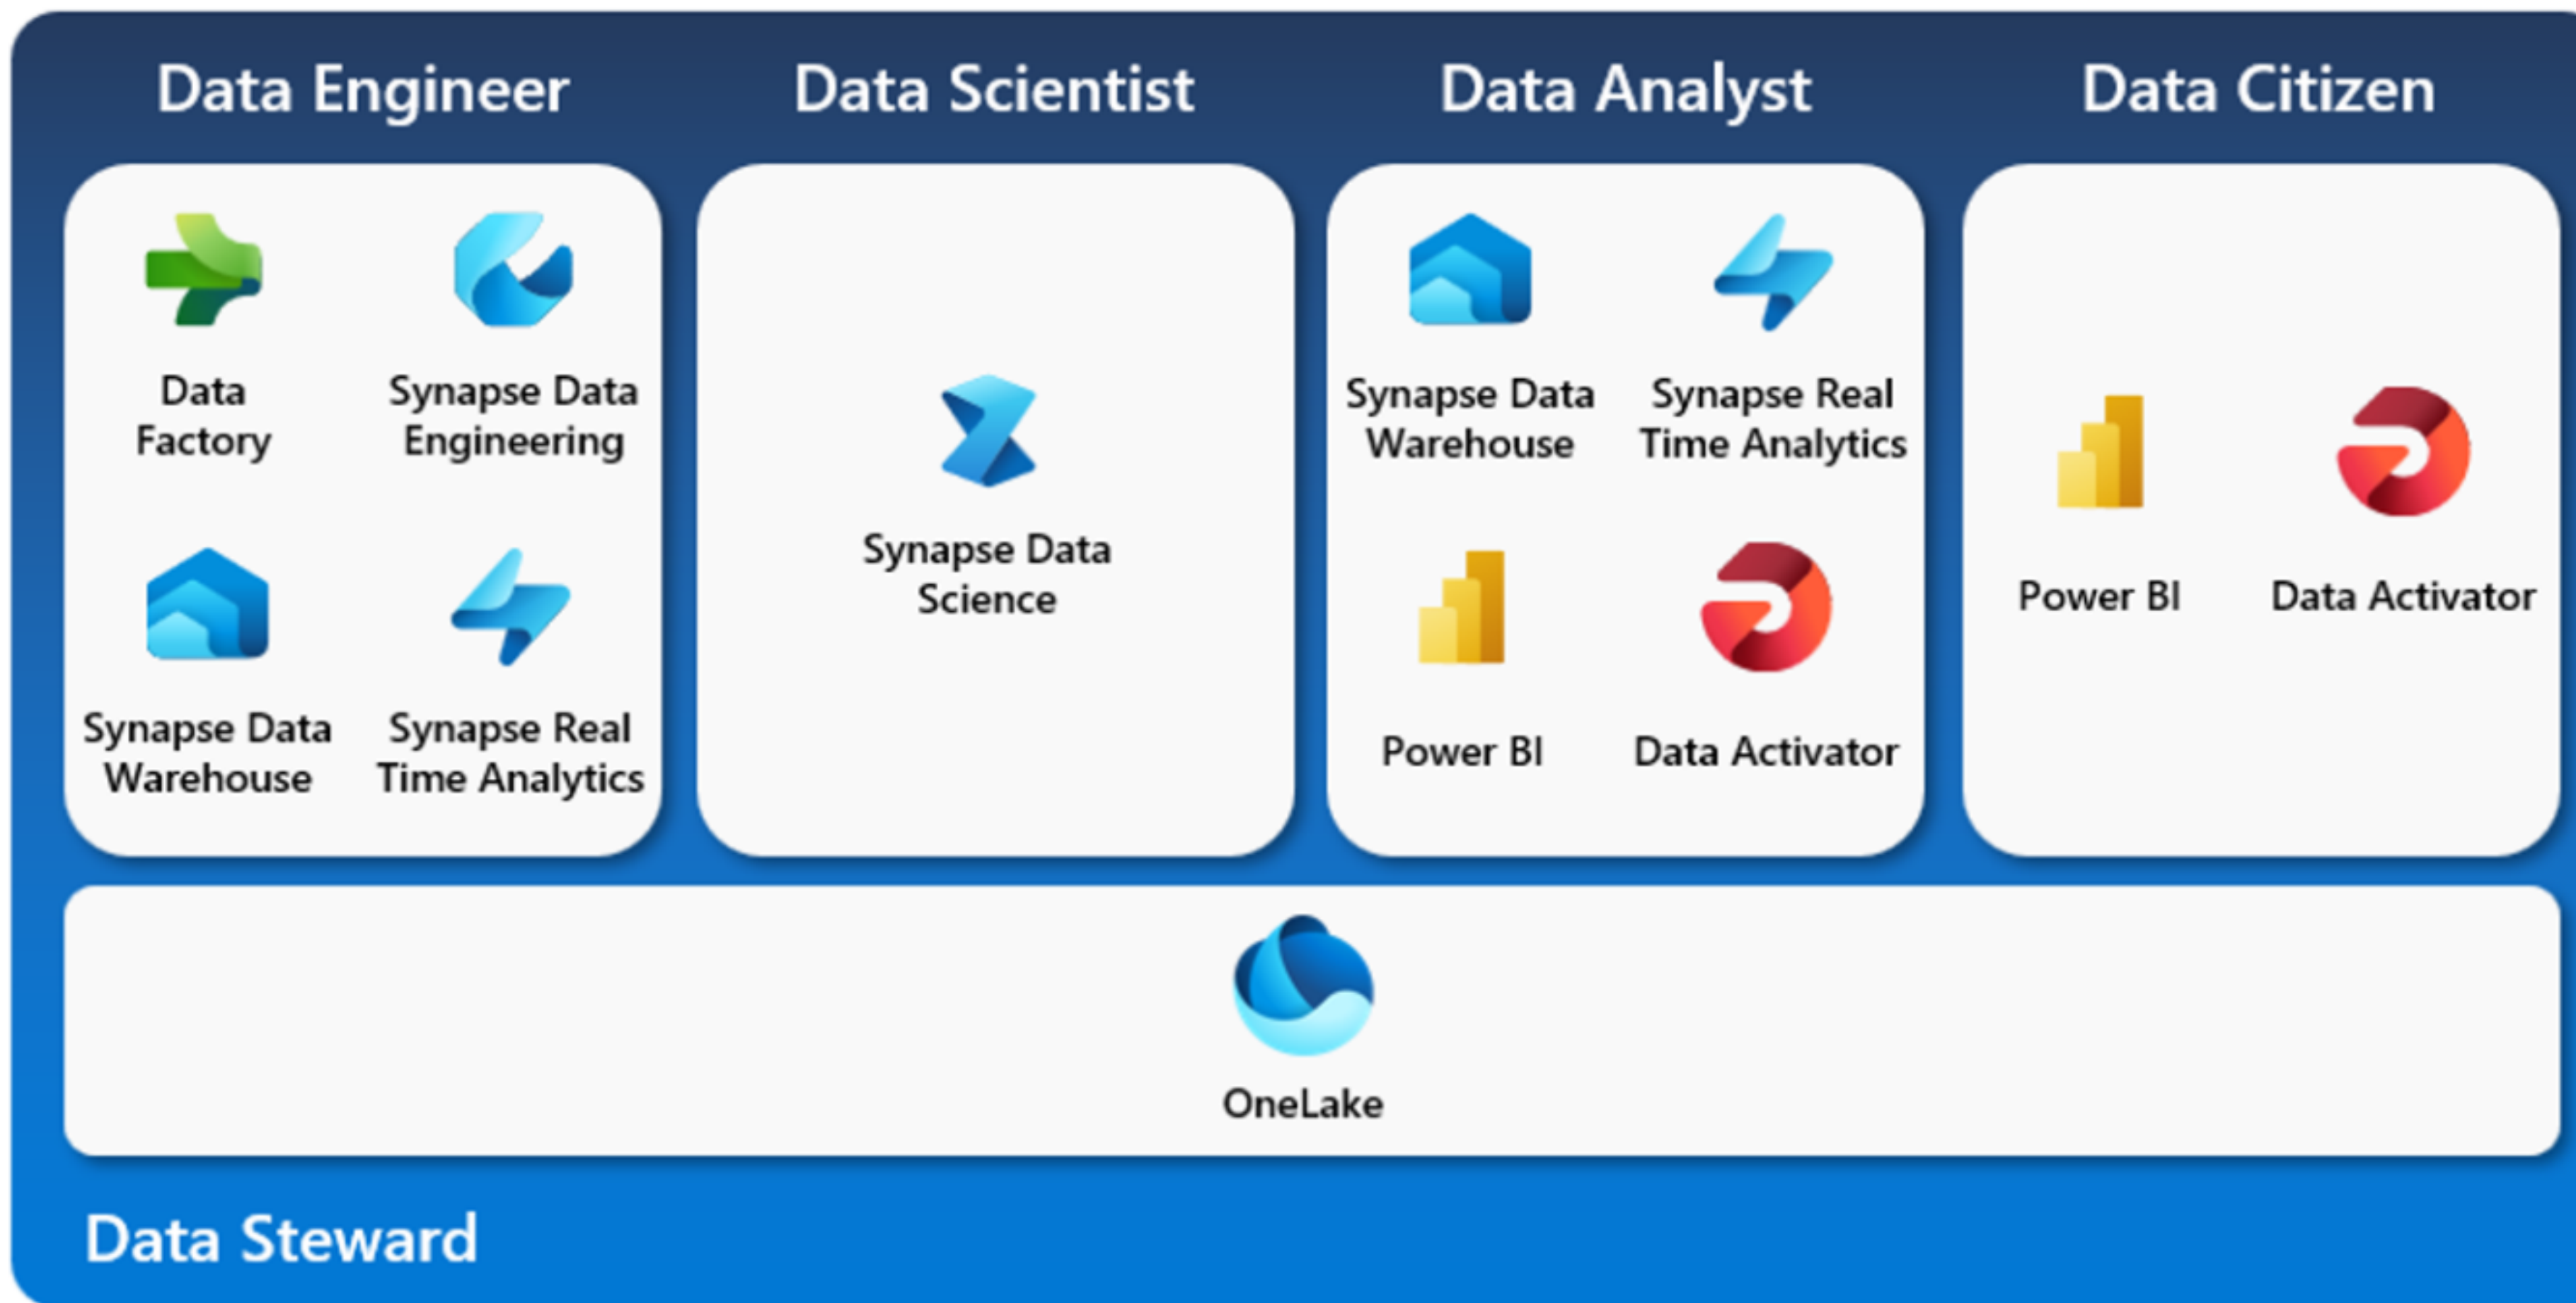 Data Engineer
Data Scientist
Data Analyst
Data Citizen
Data
Factory
Synapse Data
Engineering
Synapse Data
Warehouse
Synapse Real
Time Analytics
Synapse Data
Science
Synapse Data
Warehouse
Synapse Real
Time Analytics
Power BI
Data Activator
Power BI
Data Activator
OneLake
Data Steward